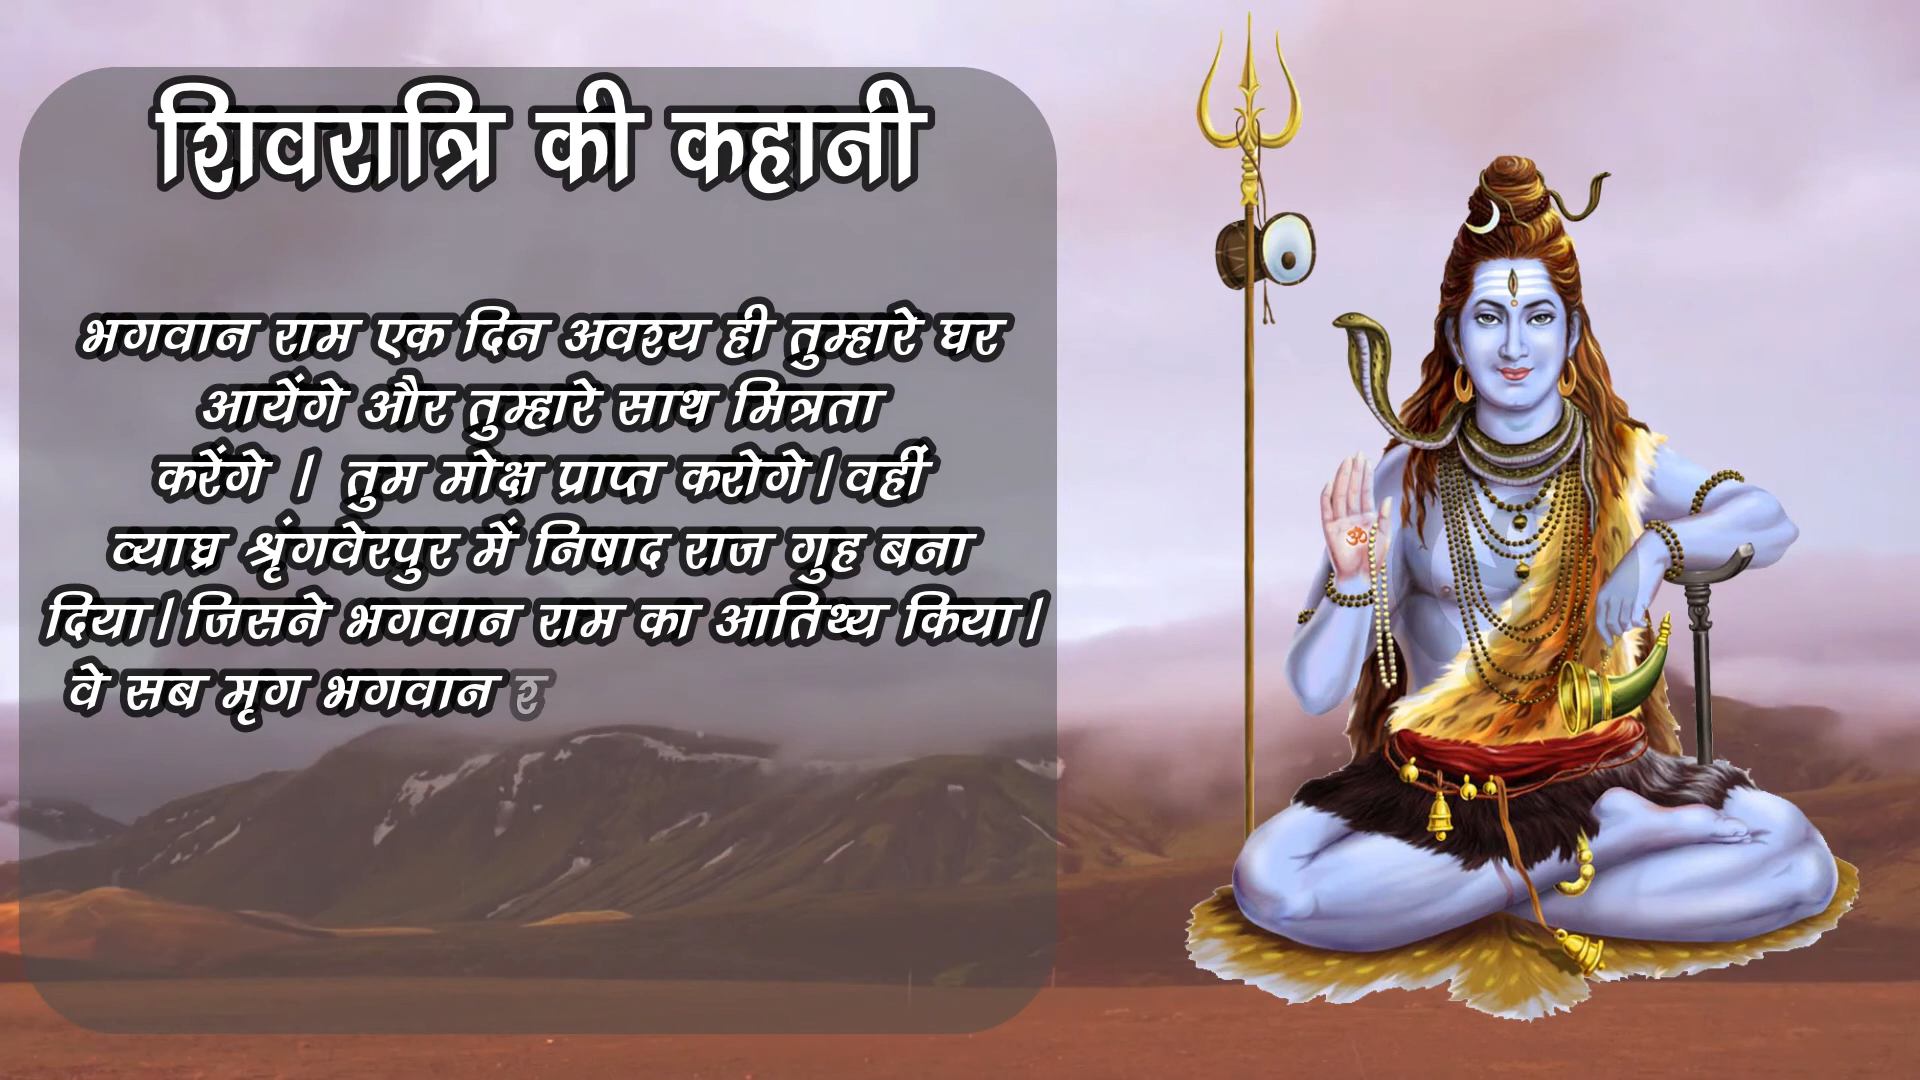 शिवरात्रि की कहानी
भगवान राम एक दिन अवश्य ही तुम्हारे घर
आयेंगे और तुम्हारे साथ मित्रता
करेंगे । तुम मोक्ष प्राप्त करोगे। वहीं
व्याघ्र श्रृंगवेरपुर में निषाद राज गुह बना
दिया। जिसने भगवान राम का आतिथ्य किया।
वे सब मृग भगवान
ॐ